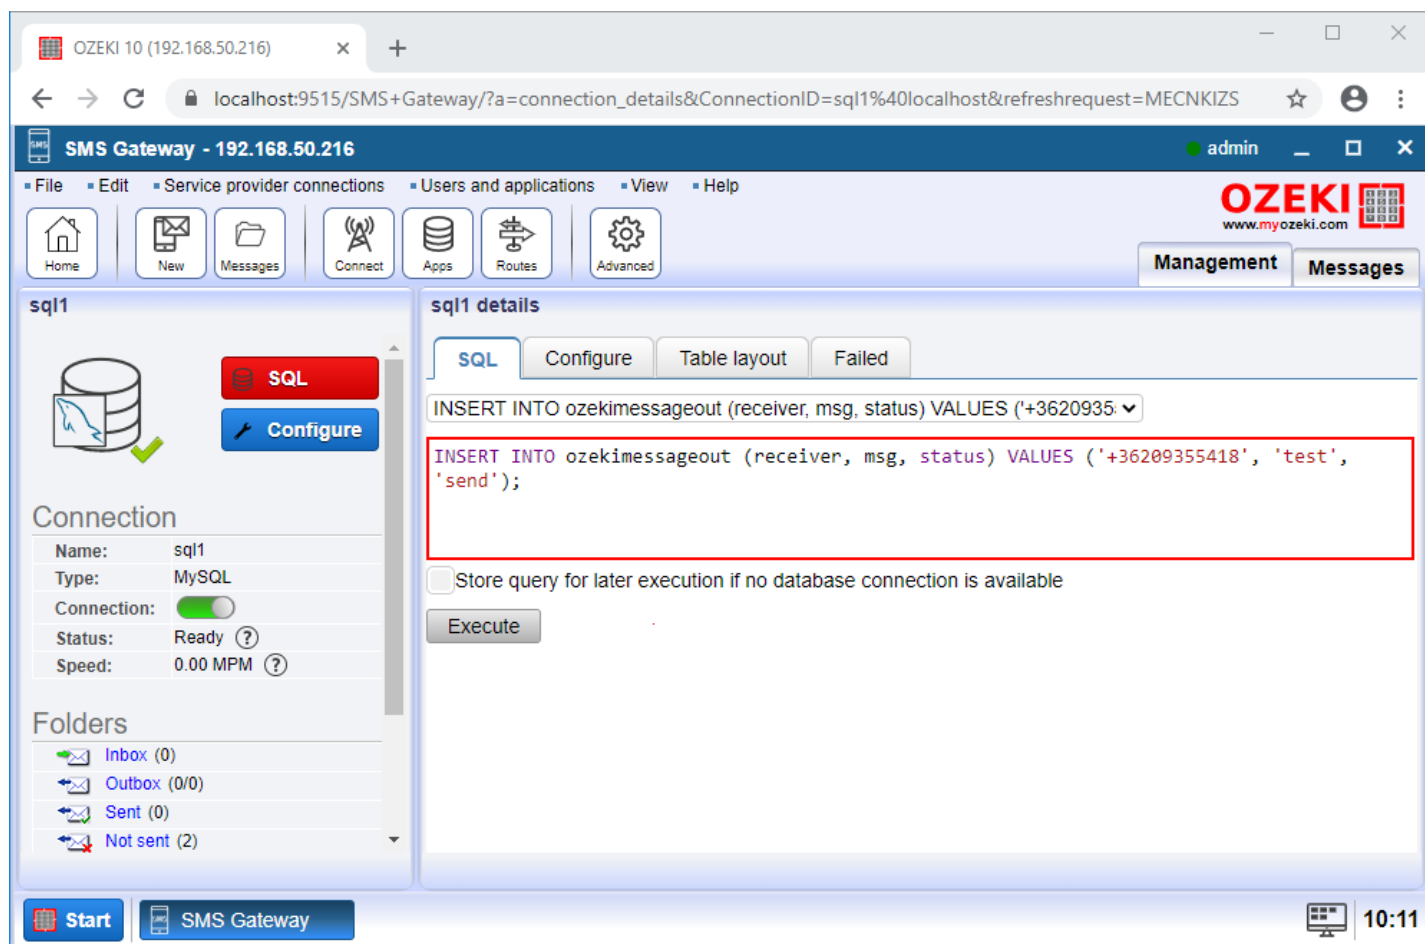 OZEKI 10 (192.168.50.216)
localhost:9515/SMS+Gateway/?a=connection_details&ConnectionID=sql1%40localhost&refreshrequest=MECNKIZS
SMS Gateway - 192.168.50.216
admin
File Edit Service provider connections Users and applications View Help
OZEKI
www.myozeki.com
Home New Messages Connect Apps Routes Advanced
Management Messages
sql1
SQL
Configure
Connection
Name: sql1
Type: MySQL
Connection:
Status: Ready ?
Speed: 0.00 MPM ?
Folders
Inbox (0)
Outbox (0/0)
Sent (0)
Not sent (2)
sql1 details
SQL Configure Table layout Failed
INSERT INTO ozekimessageout (receiver, msg, status) VALUES ('+3620935
INSERT INTO ozekimessageout (receiver, msg, status) VALUES ('+36209355418', 'test',
'send');
Store query for later execution if no database connection is available
Execute
Start SMS Gateway 10:11